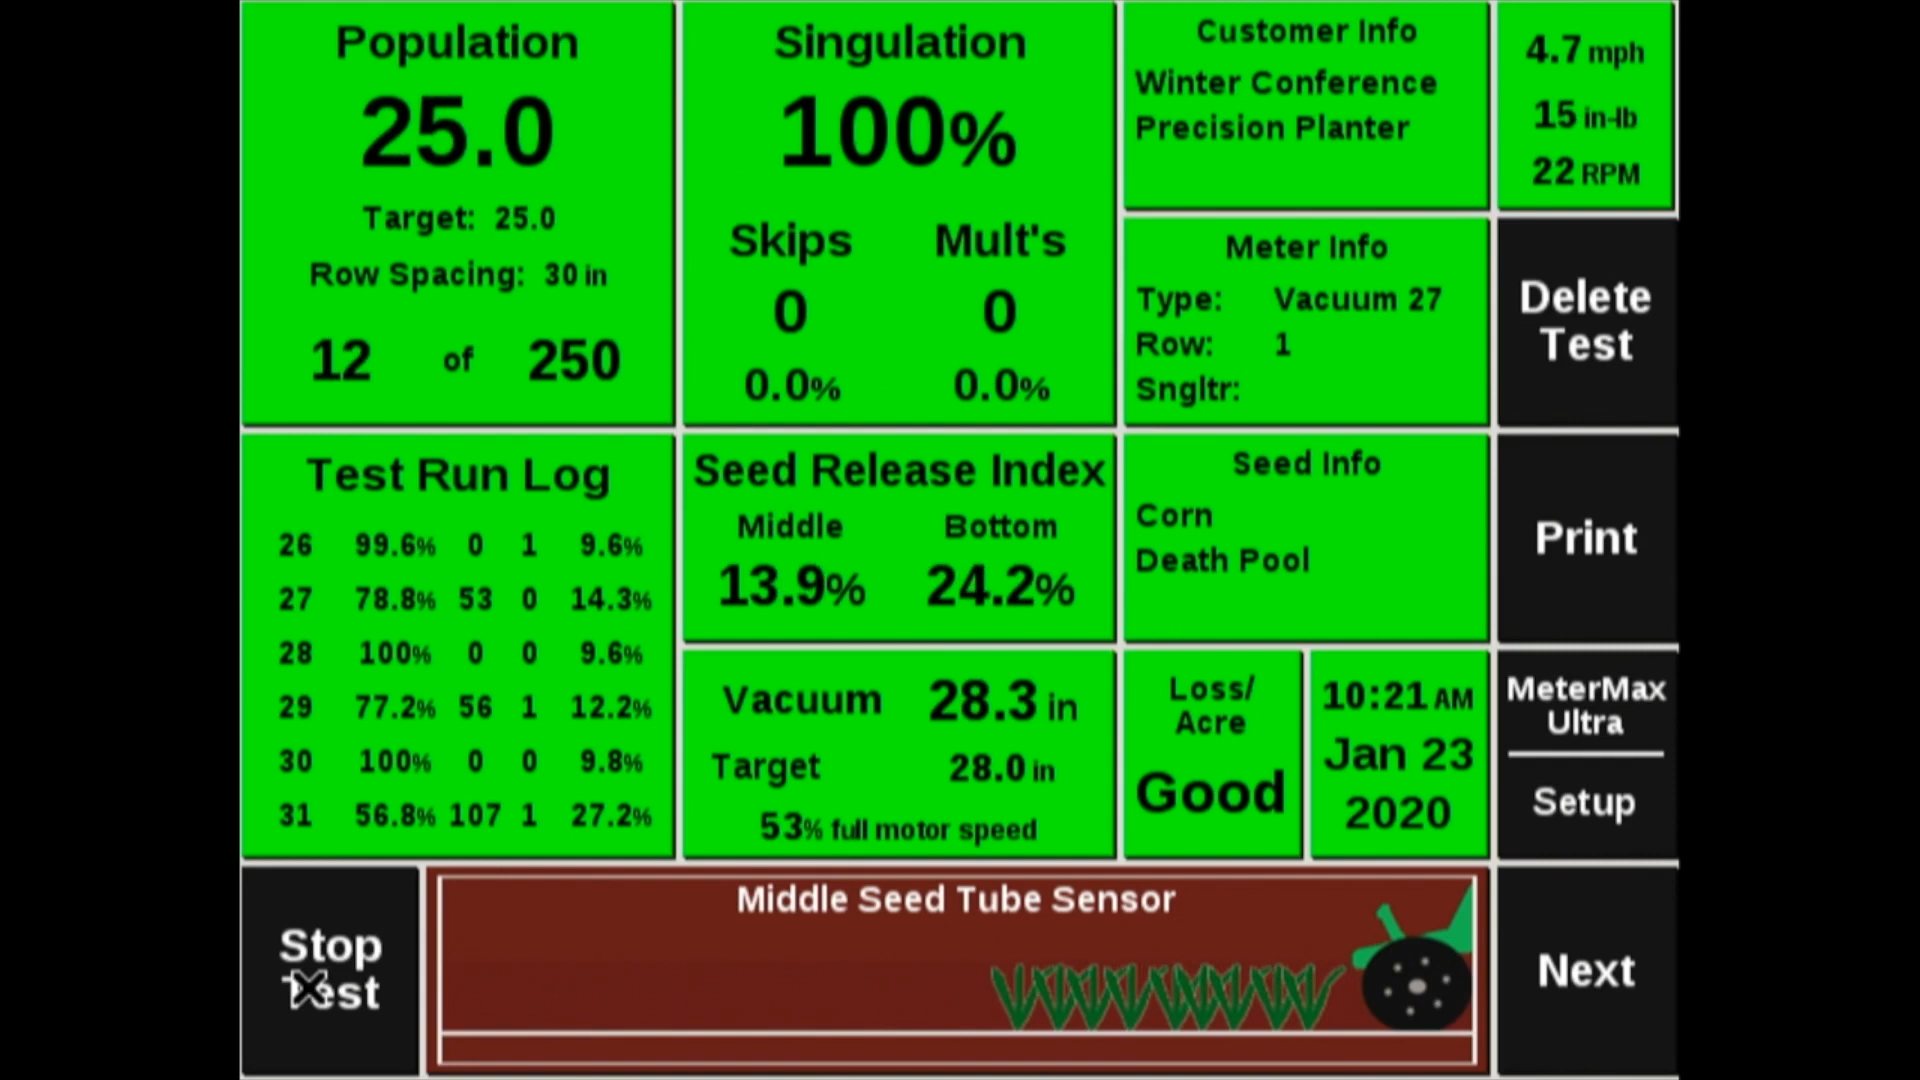 Population
25.0
Target: 25.0
Row Spacing: 30 in
12 of 250
Singulation
100%
Skips Mult's
0 0
0.0% 0.0%
Customer Info
Winter Conference
Precision Planter
4.7 mph
15 in-lb
22 RPM
Meter Info
Type: Vacuum 27
Row: 1
Sngltr:
Delete
Test
Test Run Log
26 99.6% 0 1 9.6%
27 78.8% 53 0 14.3%
28 100% 0 0 9.6%
29 77.2% 56 1 12.2%
30 100% 0 0 9.8%
31 56.8% 107 1 27.2%
Seed Release Index
Middle Bottom
13.9% 24.2%
Seed Info
Corn
Death Pool
Print
Vacuum 28.3 in
Target 28.0 in
53% full motor speed
Loss/
Acre
Good
10:21 AM
Jan 23
2020
MeterMax
Ultra
Setup
Stop
Test
Middle Seed Tube Sensor
Next